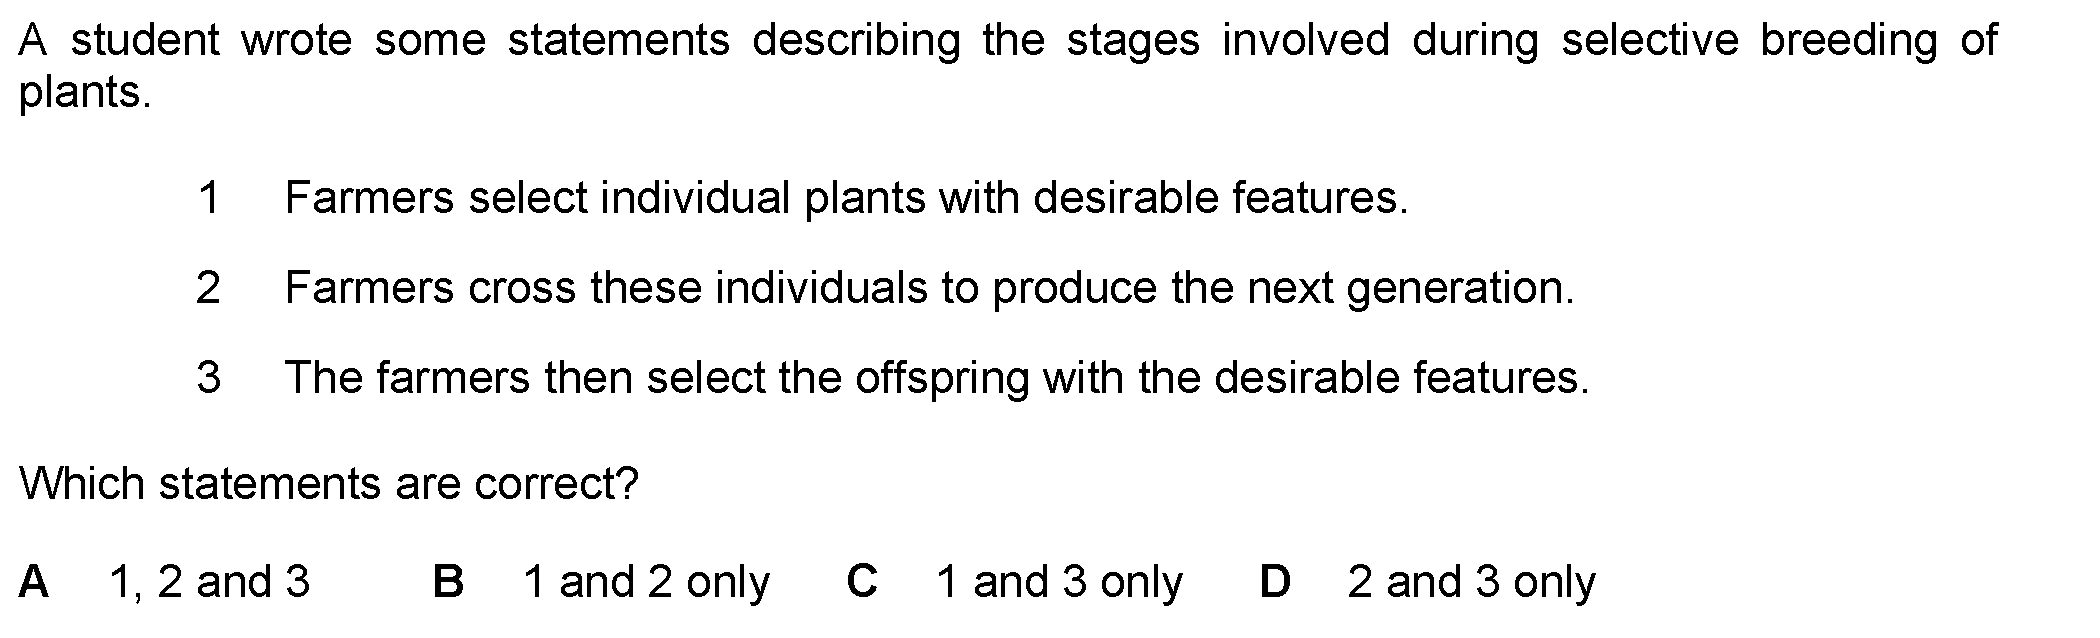 A student wrote some statements describing the stages involved during selective breeding of
plants.
1 Farmers select individual plants with desirable features.
2 Farmers cross these individuals to produce the next generation.
3 The farmers then select the offspring with the desirable features.
Which statements are correct?
A 1, 2 and 3 B 1 and 2 only C 1 and 3 only D 2 and 3 only